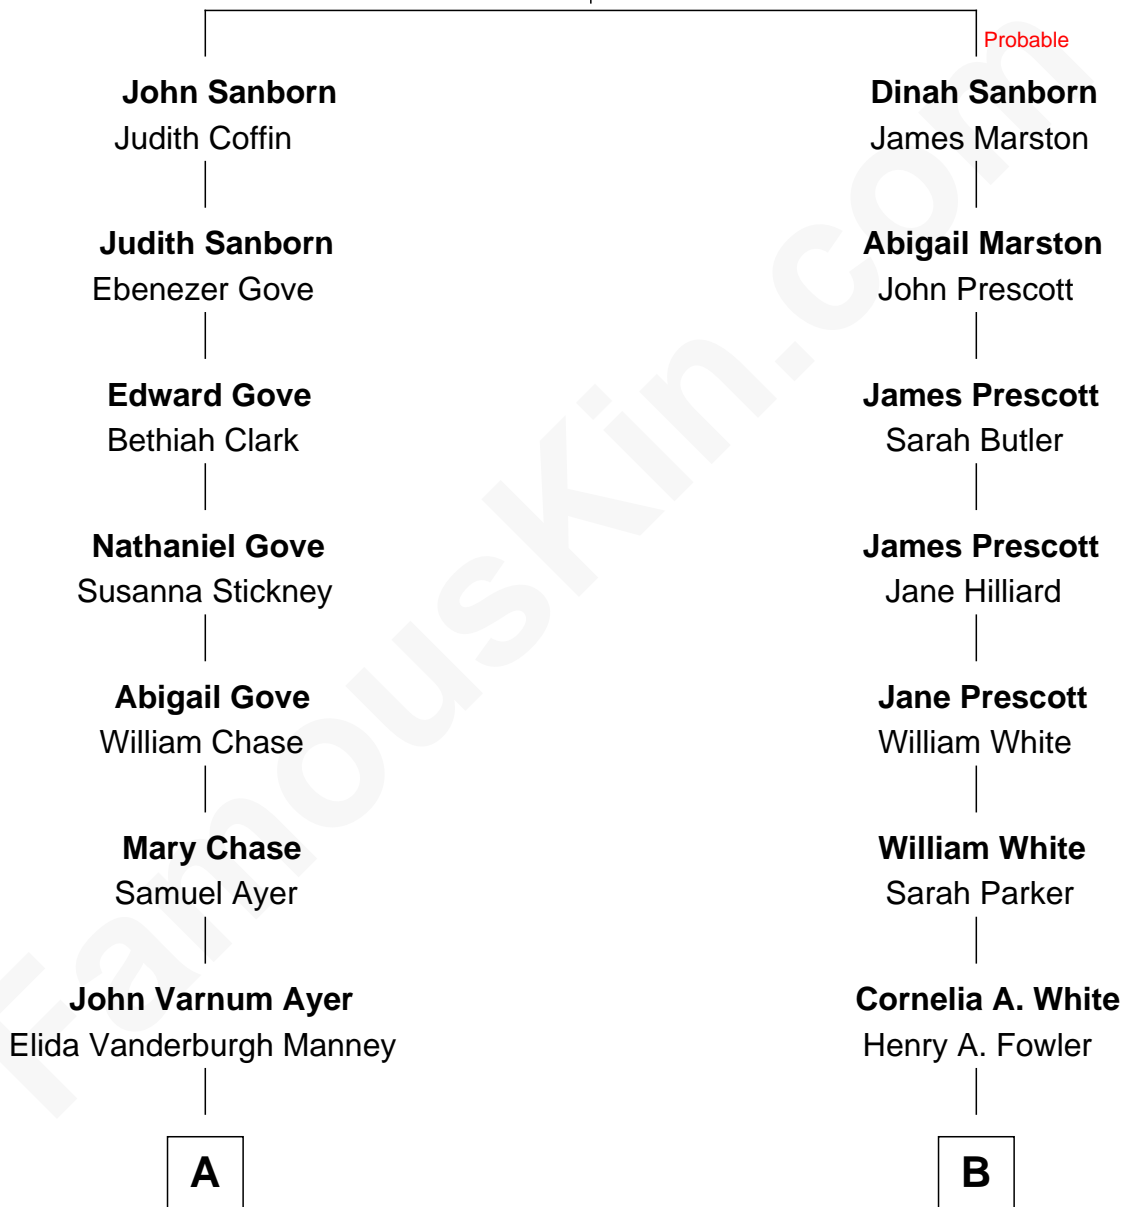 Probable
John Sanborn
Judith Coffin
Dinah Sanborn
James Marston
Judith Sanborn
Ebenezer Gove
Abigail Marston
John Prescott
Edward Gove
Bethiah Clark
James Prescott
Sarah Butler
Nathaniel Gove
Susanna Stickney
James Prescott
Jane Hilliard
Abigail Gove
William Chase
Jane Prescott
William White
Mary Chase
Samuel Ayer
William White
Sarah Parker
John Varnum Ayer
Elida Vanderburgh Manney
Cornelia A. White
Henry A. Fowler
A
B
FamousKin.com